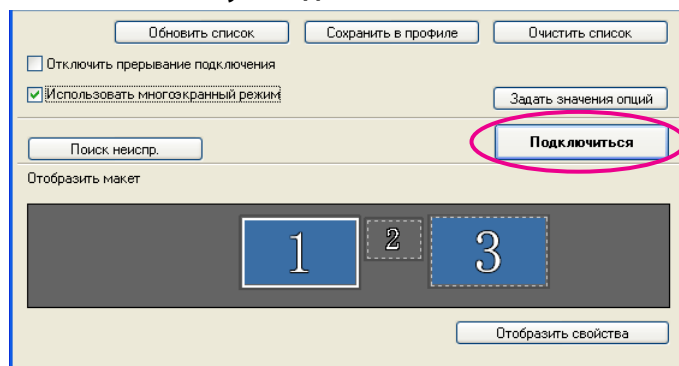 Обновить список Сохранить в профиле Очистить список
Отключить прерывание подключения
Использовать многоэкранный режим
Задать значения опций
Поиск неиспр.
Подключиться
Отобразить макет
1 2 3
Отобразить свойства